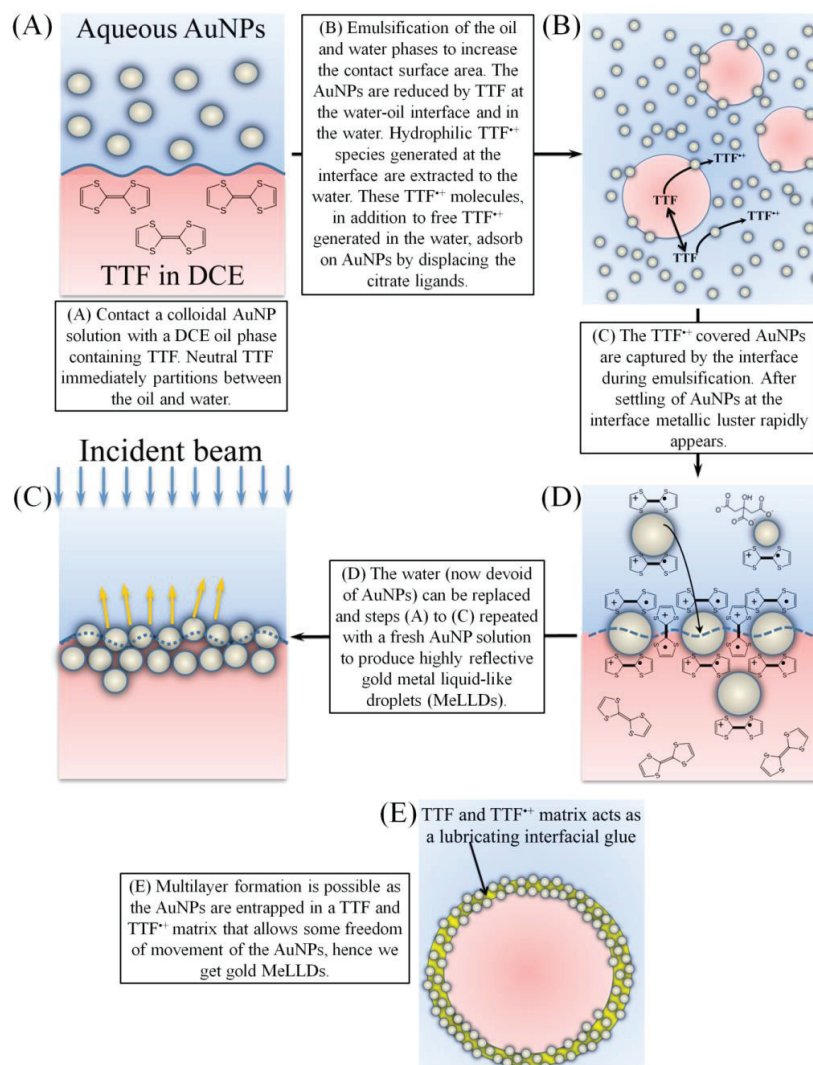 (A)
Aqueous AuNPs
TTF in DCE
(A) Contact a colloidal AuNP
solution with a DCE oil phase
containing TTF. Neutral TTF
immediately partitions between
the oil and water.
(B) Emulsification of the oil
and water phases to increase
the contact surface area. The
AuNPs are reduced by TTF at
the water-oil interface and in
the water. Hydrophilic TTF•+
species generated at the
interface are extracted to the
water. These TTF•+ molecules,
in addition to free TTF•+
generated in the water, adsorb
on AuNPs by displacing the
citrate ligands.
(B)
TTF•+
TTF
TTF•+
TTF
(C) The TTF•+ covered AuNPs
are captured by the interface
during emulsification. After
settling of AuNPs at the
interface metallic luster rapidly
appears.
Incident beam
(C)
(D) The water (now devoid
of AuNPs) can be replaced
and steps (A) to (C) repeated
with a fresh AuNP solution
to produce highly reflective
gold metal liquid-like
droplets (MeLLDs).
(D)
(E)
TTF and TTF•+ matrix acts as
a lubricating interfacial glue
(E) Multilayer formation is possible as
the AuNPs are entrapped in a TTF and
TTF•+ matrix that allows some freedom
of movement of the AuNPs, hence we
get gold MeLLDs.